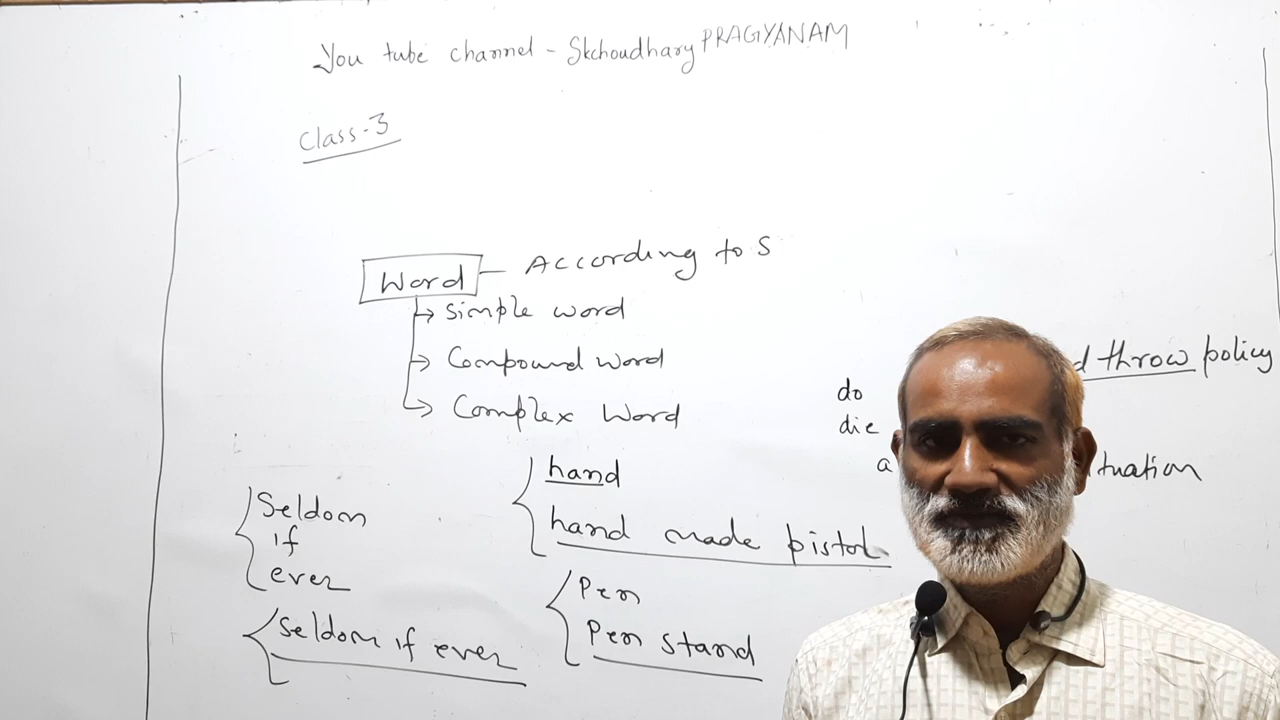 You tube channel - Skchoudhary PRAGYANAM
Class-3
Word - According to S
→ Simple word
→ Compound word
→ Complex Word
hand
hand made pistol
Pen
Pen stand
Seldom
if
ever
Seldom if ever
d throw policy
do
die
a tuation